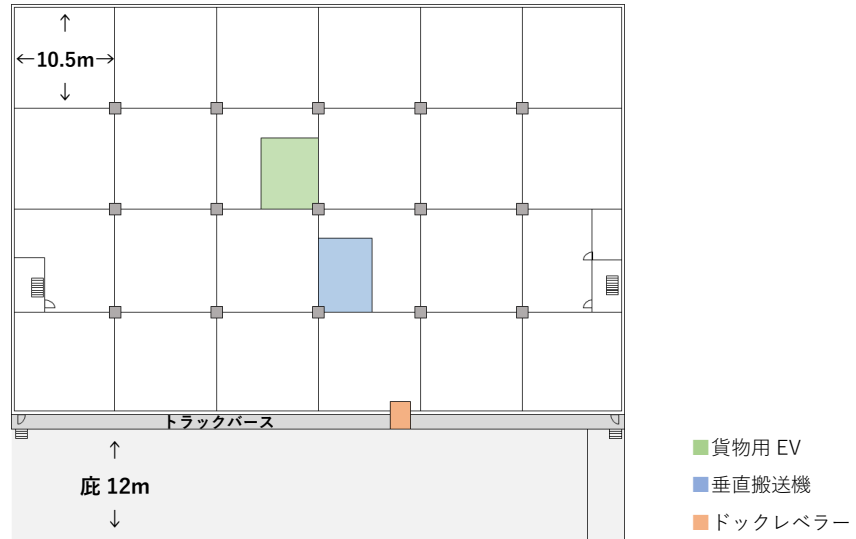 ↑
←10.5m→
↓
トラックバース
↑
庇 12m
↓
貨物用 EV
垂直搬送機
ドックレベラー